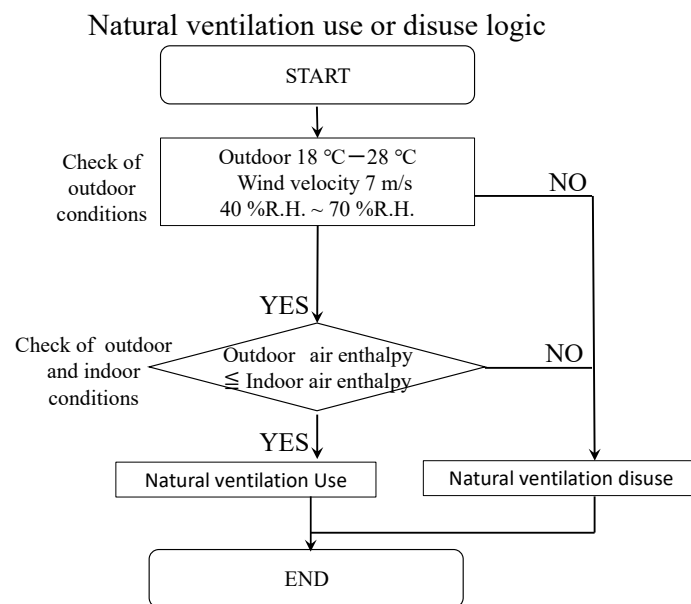 Natural ventilation use or disuse logic
START
Check of
outdoor
conditions
Outdoor 18 ℃－28 ℃
Wind velocity 7 m/s
40 %R.H. ~ 70 %R.H.
NO
YES
Check of outdoor
and indoor
conditions
Outdoor air enthalpy
≦ Indoor air enthalpy
NO
YES
Natural ventilation Use
Natural ventilation disuse
END